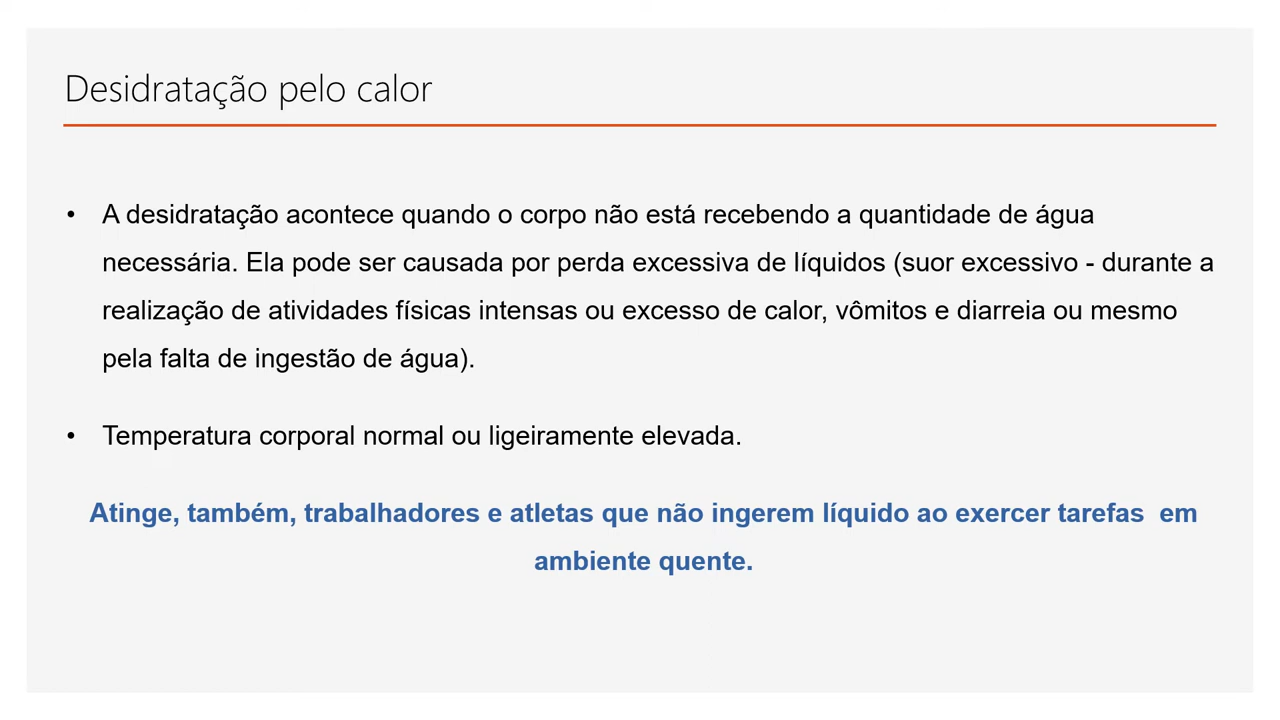 Desidratação pelo calor
• A desidratação acontece quando o corpo não está recebendo a quantidade de água
necessária. Ela pode ser causada por perda excessiva de líquidos (suor excessivo - durante a
realização de atividades físicas intensas ou excesso de calor, vômitos e diarreia ou mesmo
pela falta de ingestão de água).
• Temperatura corporal normal ou ligeiramente elevada.
Atinge, também, trabalhadores e atletas que não ingerem líquido ao exercer tarefas  em
ambiente quente.